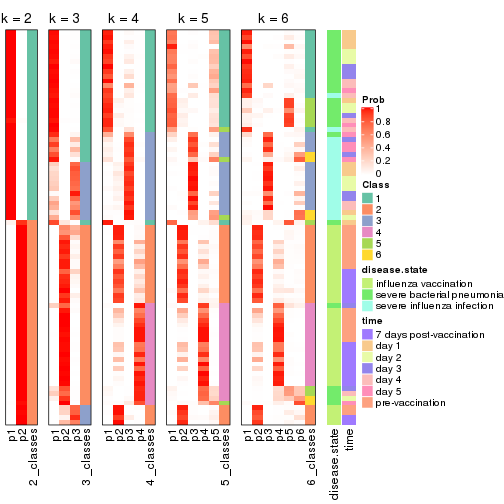 k = 2 k = 3 k = 4 k = 5 k = 6
Prob
1
0.8
0.6
0.4
0.2
0
Class
1
2
3
4
5
6
disease.state
influenza vaccination
severe bacterial pneumonia
severe influenza infection
time
7 days post-vaccination
day 1
day 2
day 3
day 4
day 5
pre-vaccination
p1
p2
2_classes
p1
p2
p3
3_classes
p1
p2
p3
p4
4_classes
p1
p2
p3
p4
p5
5_classes
p1
p2
p3
p4
p5
p6
6_classes
disease.state
time